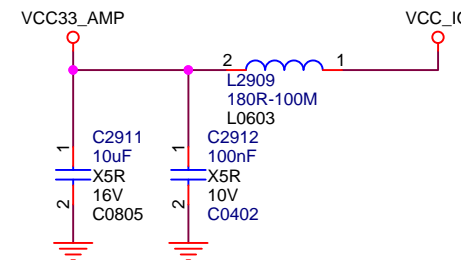 VCC33_AMP
VCC_IO
2
1
L2909
180R-100M
L0603
1
C2911
10uF
X5R
16V
2
C0805
1
C2912
100nF
X5R
10V
2
C0402